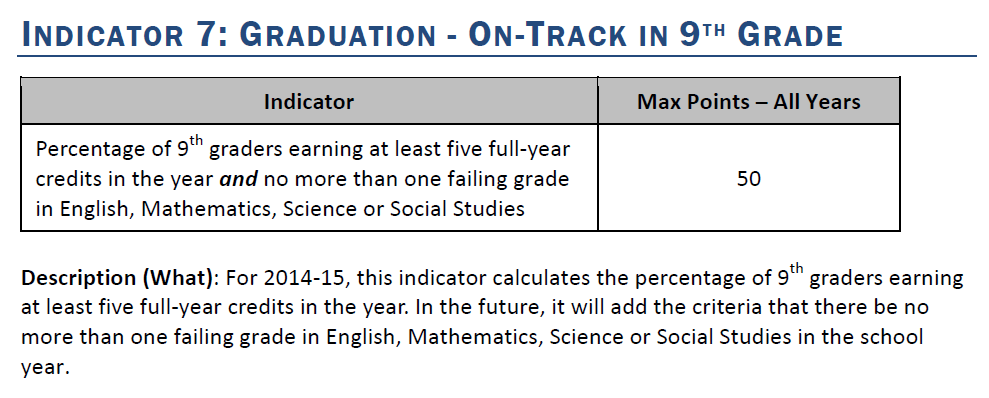 INDICATOR 7: GRADUATION - ON-TRACK IN 9TH GRADE
Indicator
Max Points – All Years
Percentage of 9th graders earning at least five full-year
credits in the year and no more than one failing grade
in English, Mathematics, Science or Social Studies
50
Description (What): For 2014-15, this indicator calculates the percentage of 9th graders earning
at least five full-year credits in the year. In the future, it will add the criteria that there be no
more than one failing grade in English, Mathematics, Science or Social Studies in the school
year.